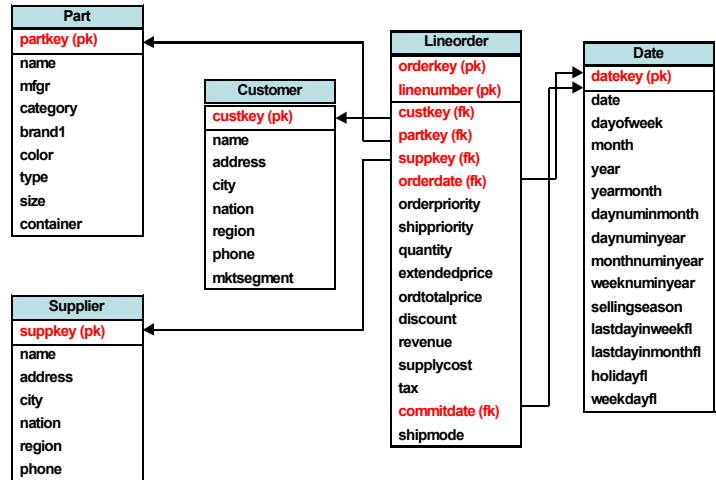 Part
partkey (pk)
name
mfgr
category
brand1
color
type
size
container
Supplier
suppkey (pk)
name
address
city
nation
region
phone
Customer
custkey (pk)
name
address
city
nation
region
phone
mktsegment
Lineorder
orderkey (pk)
linenumber (pk)
custkey (fk)
partkey (fk)
suppkey (fk)
orderdate (fk)
orderpriority
shippriority
quantity
extendedprice
ordtotalprice
discount
revenue
supplycost
tax
commitdate (fk)
shipmode
Date
datekey (pk)
date
dayofweek
month
year
yearmonth
daynuminmonth
daynuminyear
monthnuminyear
weeknuminyear
sellingseason
lastdayinweekfl
lastdayinmonthfl
holidayfl
weekdayfl